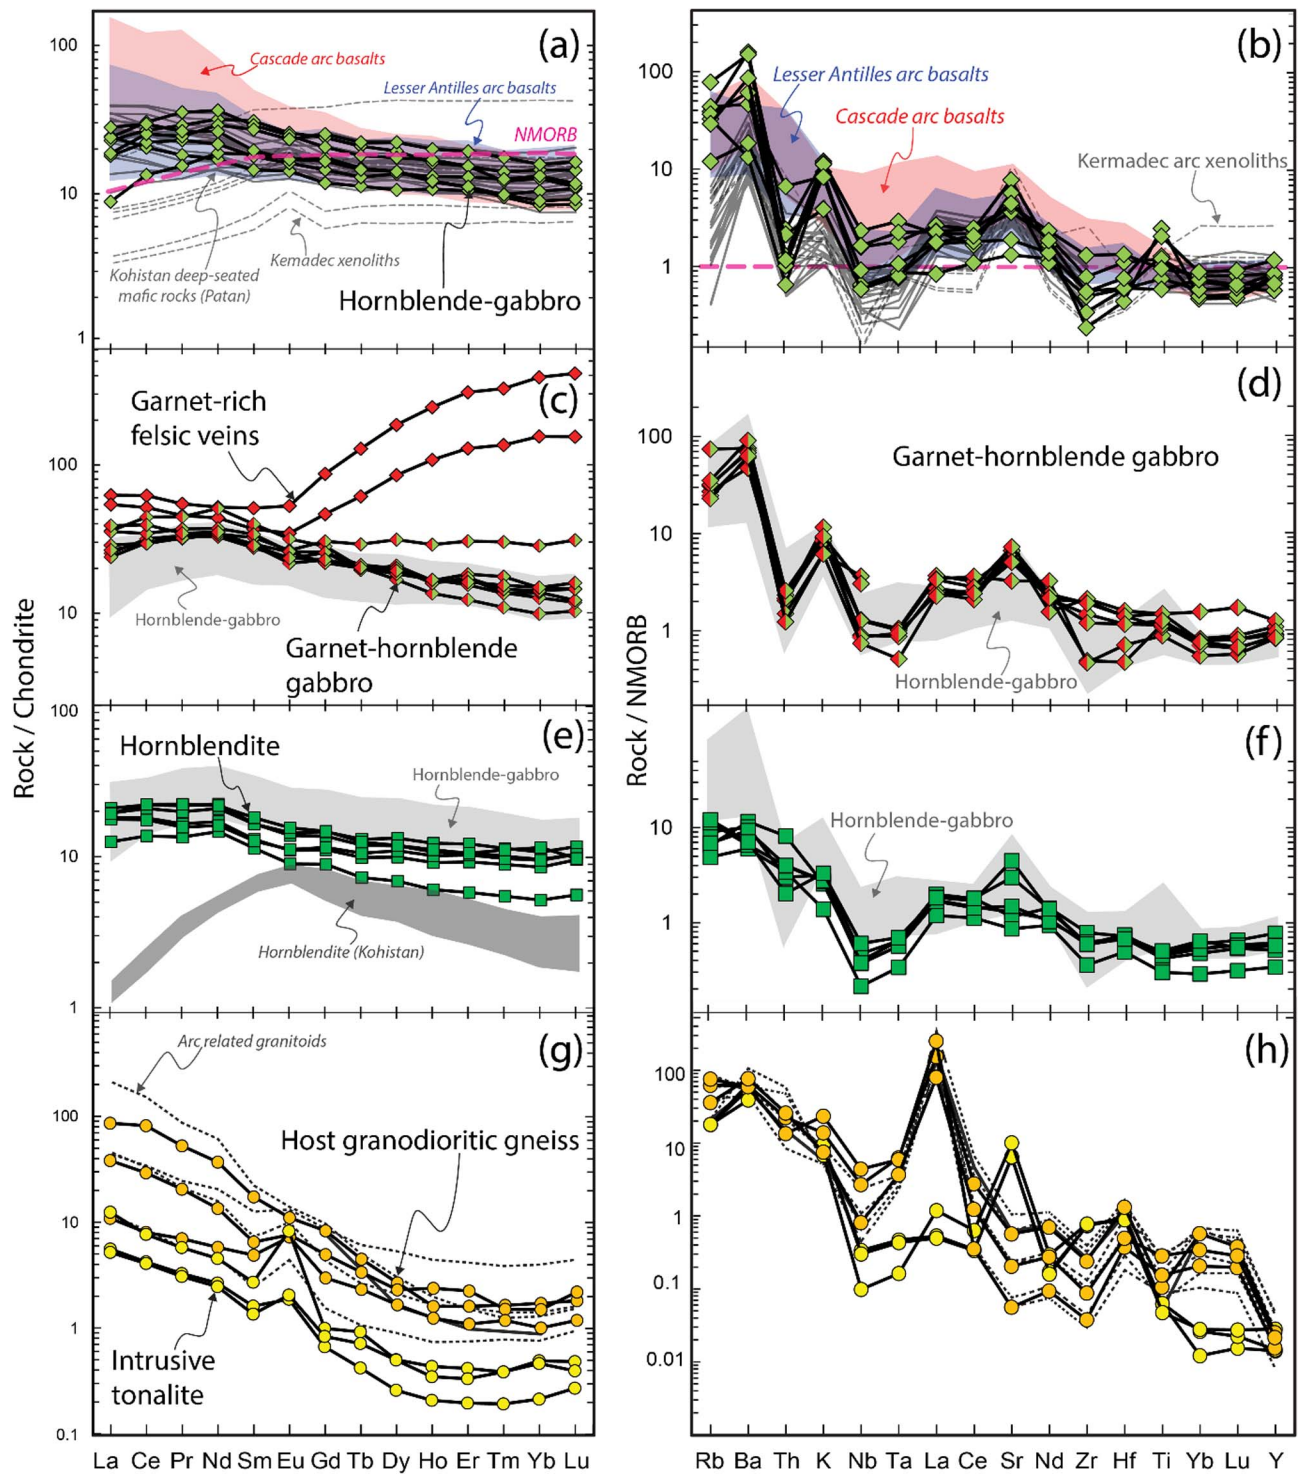 (a)
Cascade arc basalts
Lesser Antilles arc basalts
NMORB
Kohistan deep-seated
mafic rocks (Patan)
Kemadec xenoliths
Hornblende-gabbro
100
10
1
(b)
Lesser Antilles arc basalts
Cascade arc basalts
Kermadec arc xenoliths
100
10
1
(c)
Garnet-rich
felsic veins
Hornblende-gabbro
Garnet-hornblende
gabbro
100
10
(d)
Garnet-hornblende gabbro
Hornblende-gabbro
100
10
1
Rock / Chondrite
Rock / NMORB
(e)
Hornblendite
Hornblende-gabbro
Hornblendite (Kohistan)
100
10
1
(f)
Hornblende-gabbro
10
1
(g)
Arc related granitoids
Host granodioritic gneiss
Intrusive
tonalite
100
10
1
0.1
(h)
100
10
1
0.1
0.01
La Ce Pr Nd Sm Eu Gd Tb Dy Ho Er Tm Yb Lu
Rb Ba Th K Nb Ta La Ce Sr Nd Zr Hf Ti Yb Lu Y